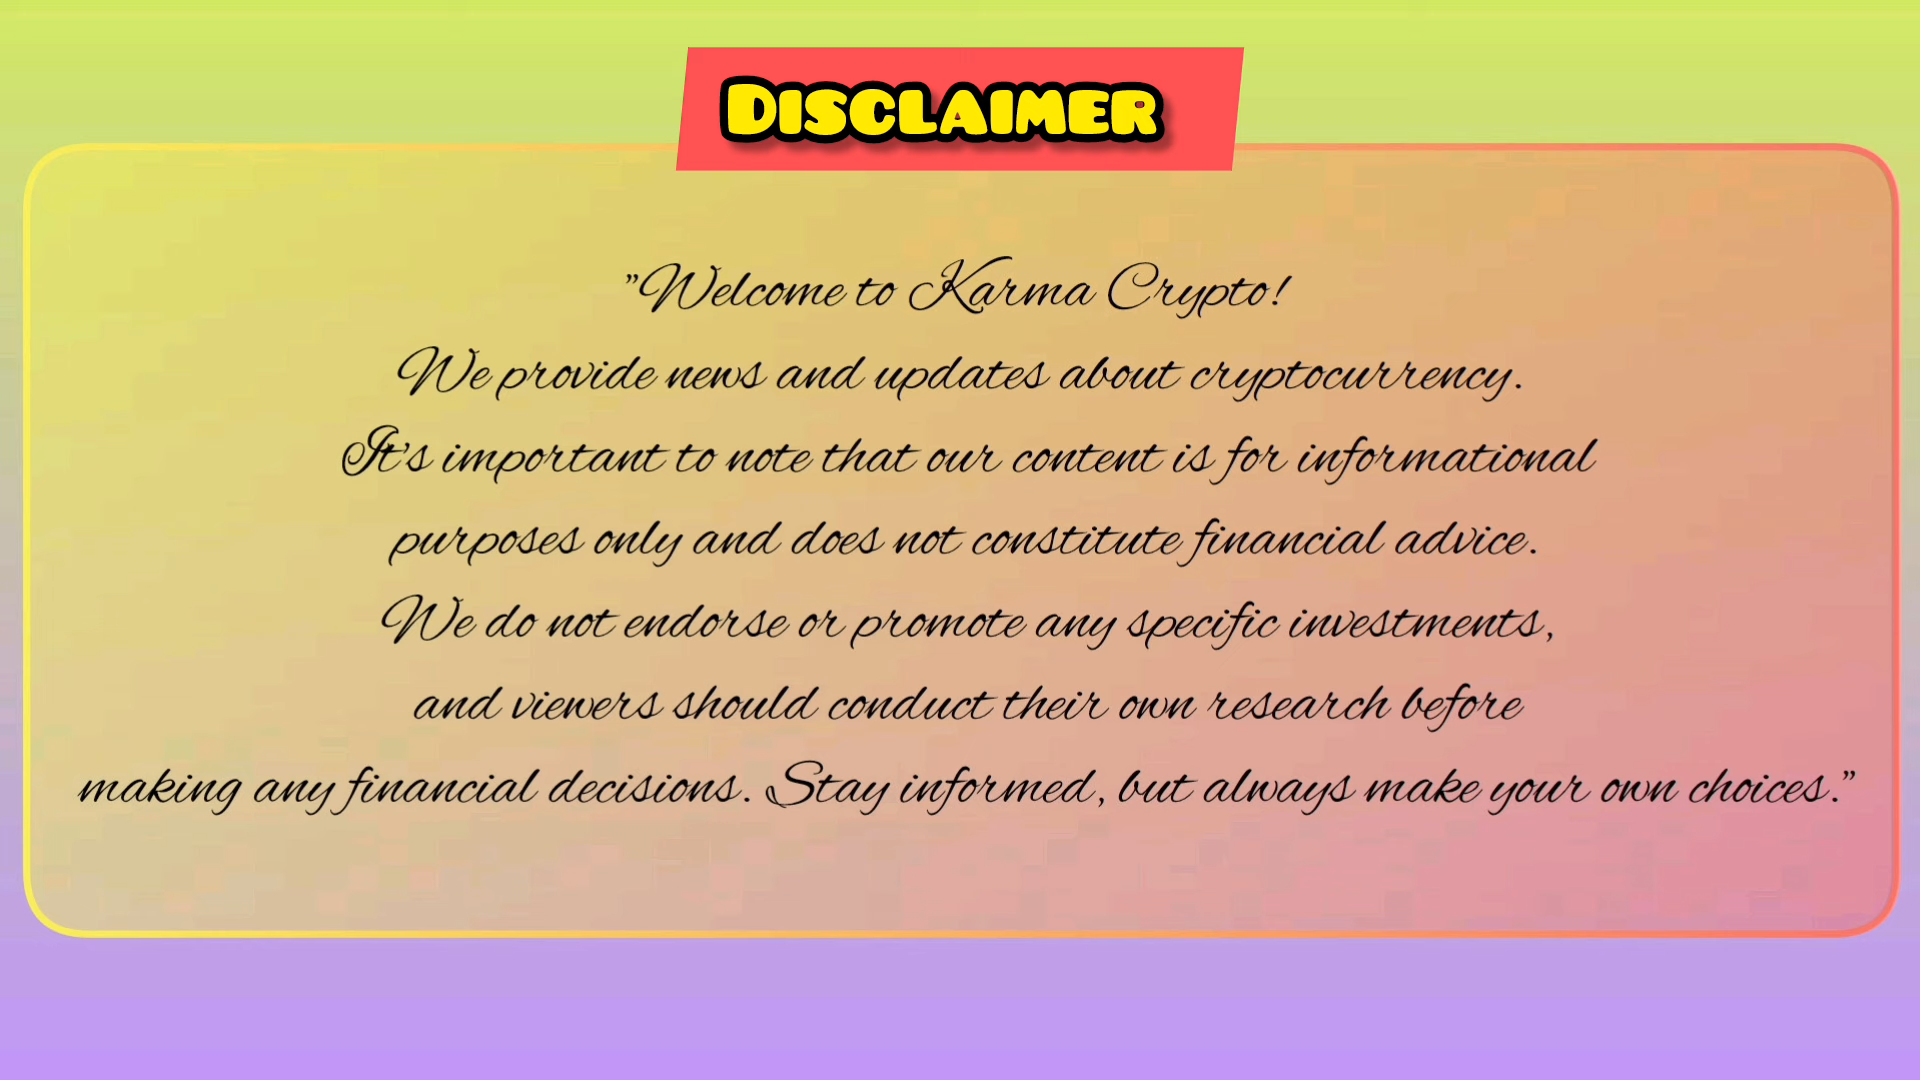 DISCLAIMER
"Welcome to Karma Crypto!
We provide news and updates about cryptocurrency.
It's important to note that our content is for informational
purposes only and does not constitute financial advice.
We do not endorse or promote any specific investments,
and viewers should conduct their own research before
making any financial decisions. Stay informed, but always make your own choices."